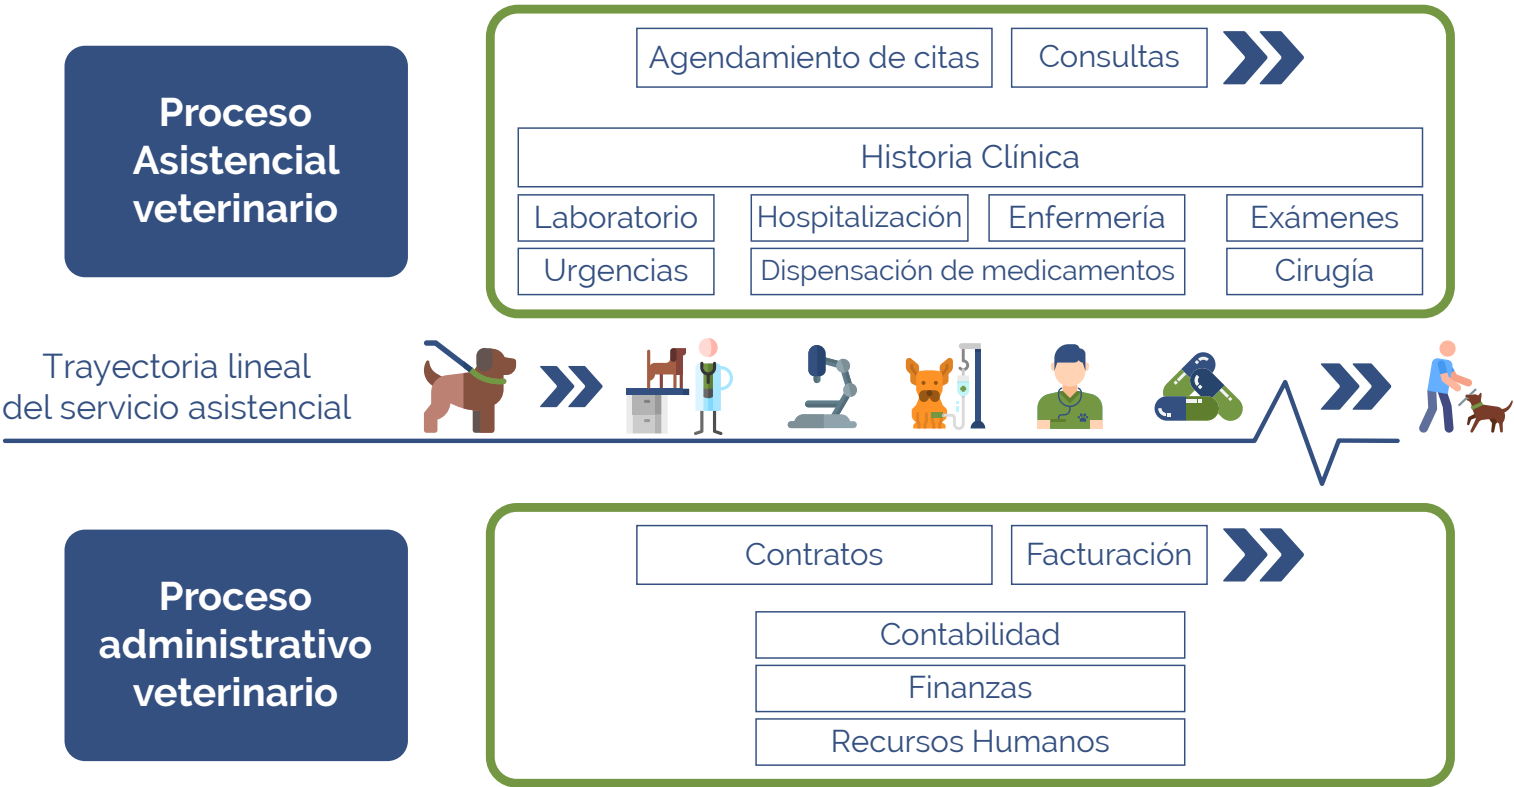 Proceso
Asistencial
veterinario
Agendamiento de citas
Consultas
Historia Clínica
Laboratorio
Hospitalización
Enfermería
Exámenes
Urgencias
Dispensación de medicamentos
Cirugía
Trayectoria lineal
del servicio asistencial
Proceso
administrativo
veterinario
Contratos
Facturación
Contabilidad
Finanzas
Recursos Humanos